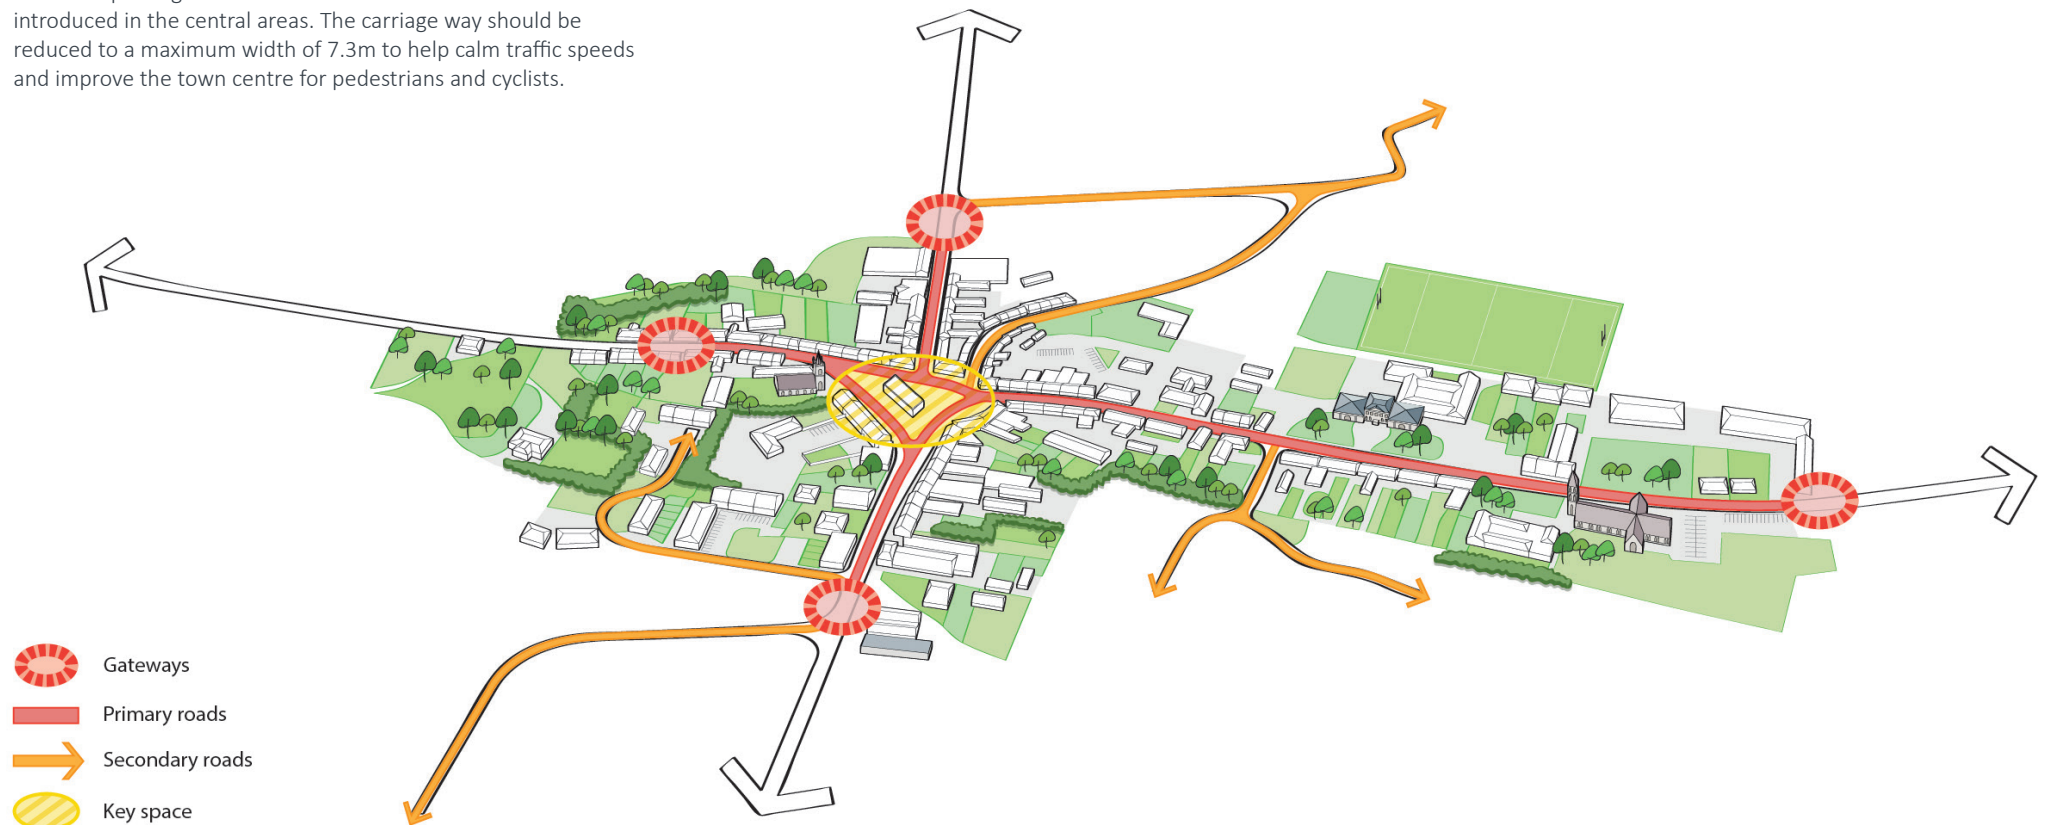 introduced in the central areas. The carriage way should be
reduced to a maximum width of 7.3m to help calm traffic speeds
and improve the town centre for pedestrians and cyclists.
Gateways
Primary roads
Secondary roads
Key space